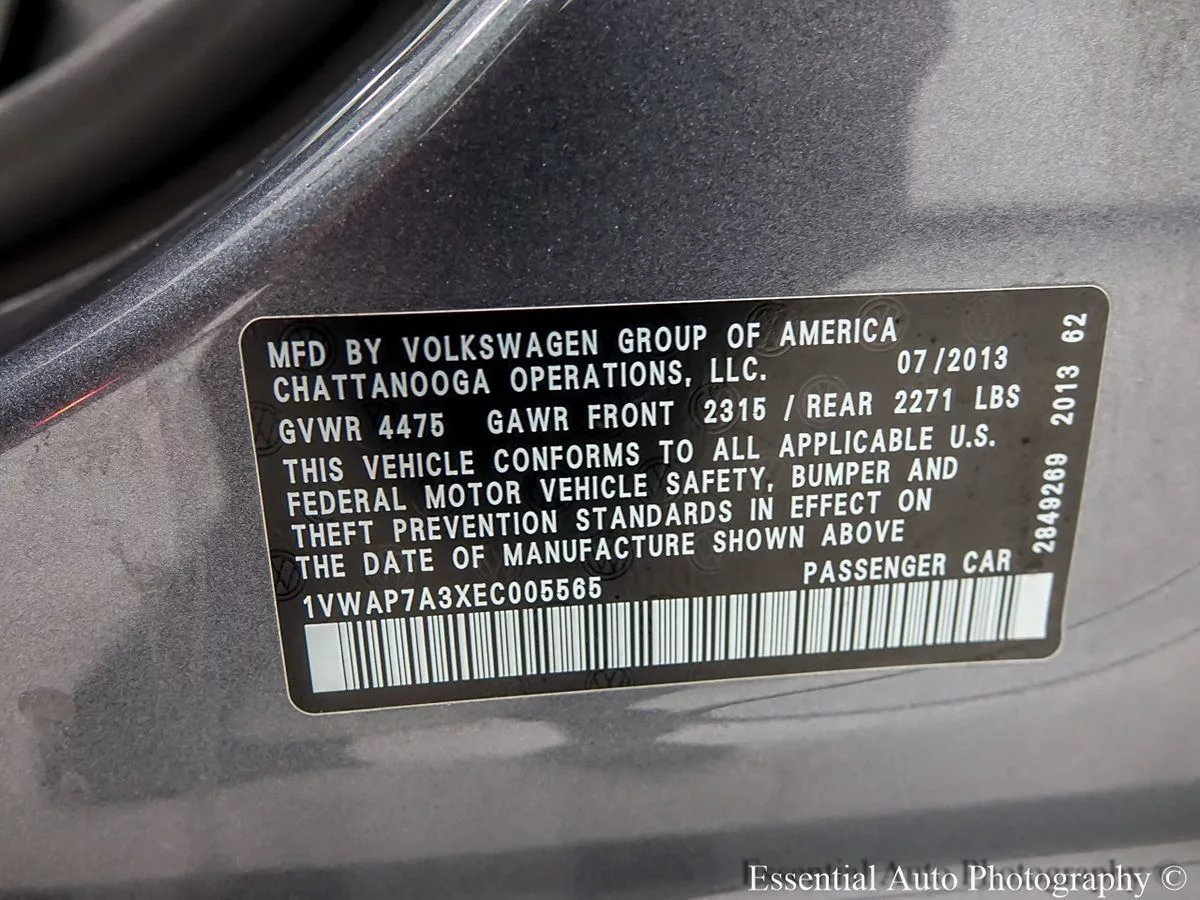 MFD BY VOLKSWAGEN GROUP OF AMERICA
CHATTANOOGA OPERATIONS, LLC. 07/2013
GVWR 4475 GAWR FRONT 2315 / REAR 2271 LBS
THIS VEHICLE CONFORMS TO ALL APPLICABLE U.S.
FEDERAL MOTOR VEHICLE SAFETY, BUMPER AND
THEFT PREVENTION STANDARDS IN EFFECT ON
THE DATE OF MANUFACTURE SHOWN ABOVE
1VWAP7A3XEC005565 PASSENGER CAR
2849269 2013 62
Essential Auto Photography ©